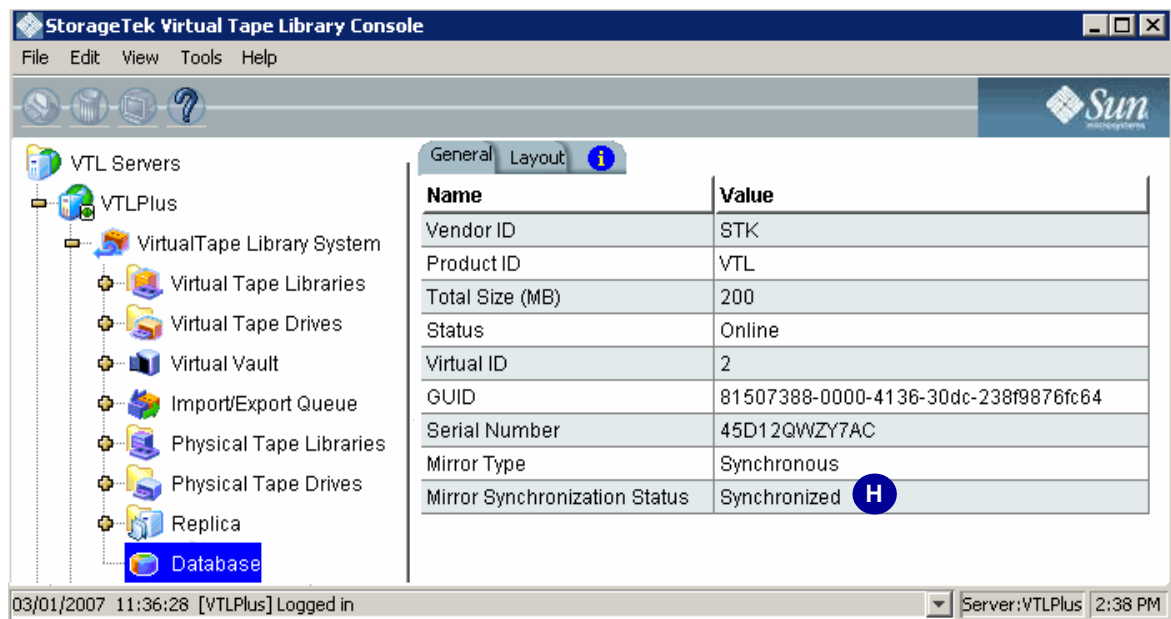 StorageTek Virtual Tape Library Console
File Edit View Tools Help
Sun
microsystems
VTL Servers
VTLPlus
VirtualTape Library System
Virtual Tape Libraries
Virtual Tape Drives
Virtual Vault
Import/Export Queue
Physical Tape Libraries
Physical Tape Drives
Replica
Database
General Layout i
Name Value
Vendor ID STK
Product ID VTL
Total Size (MB) 200
Status Online
Virtual ID 2
GUID 81507388-0000-4136-30dc-238f9876fc64
Serial Number 45D12QWZY7AC
Mirror Type Synchronous
Mirror Synchronization Status Synchronized H
03/01/2007 11:36:28 [VTLPlus] Logged in Server:VTLPlus 2:38 PM